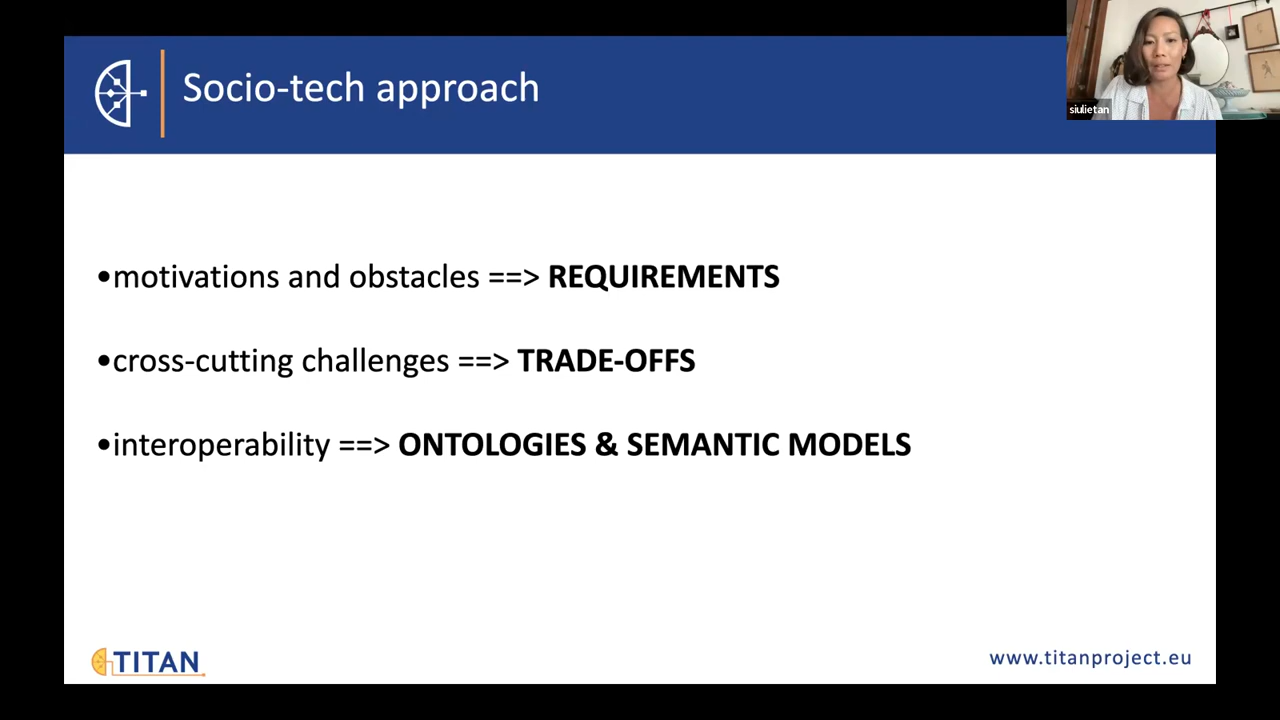 siulietan
Socio-tech approach
•motivations and obstacles ==> REQUIREMENTS
•cross-cutting challenges ==> TRADE-OFFS
•interoperability ==> ONTOLOGIES & SEMANTIC MODELS
TITAN
www.titanproject.eu